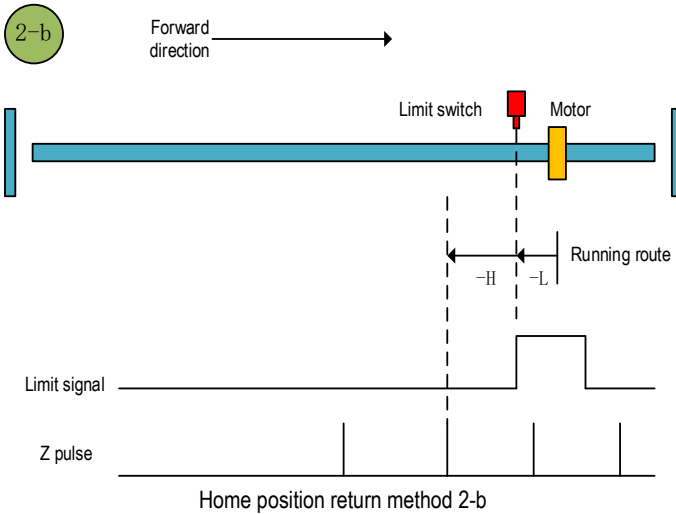 2-b
Forward
direction
Limit switch
Motor
Running route
-H
-L
Limit signal
Z pulse
Home position return method 2-b